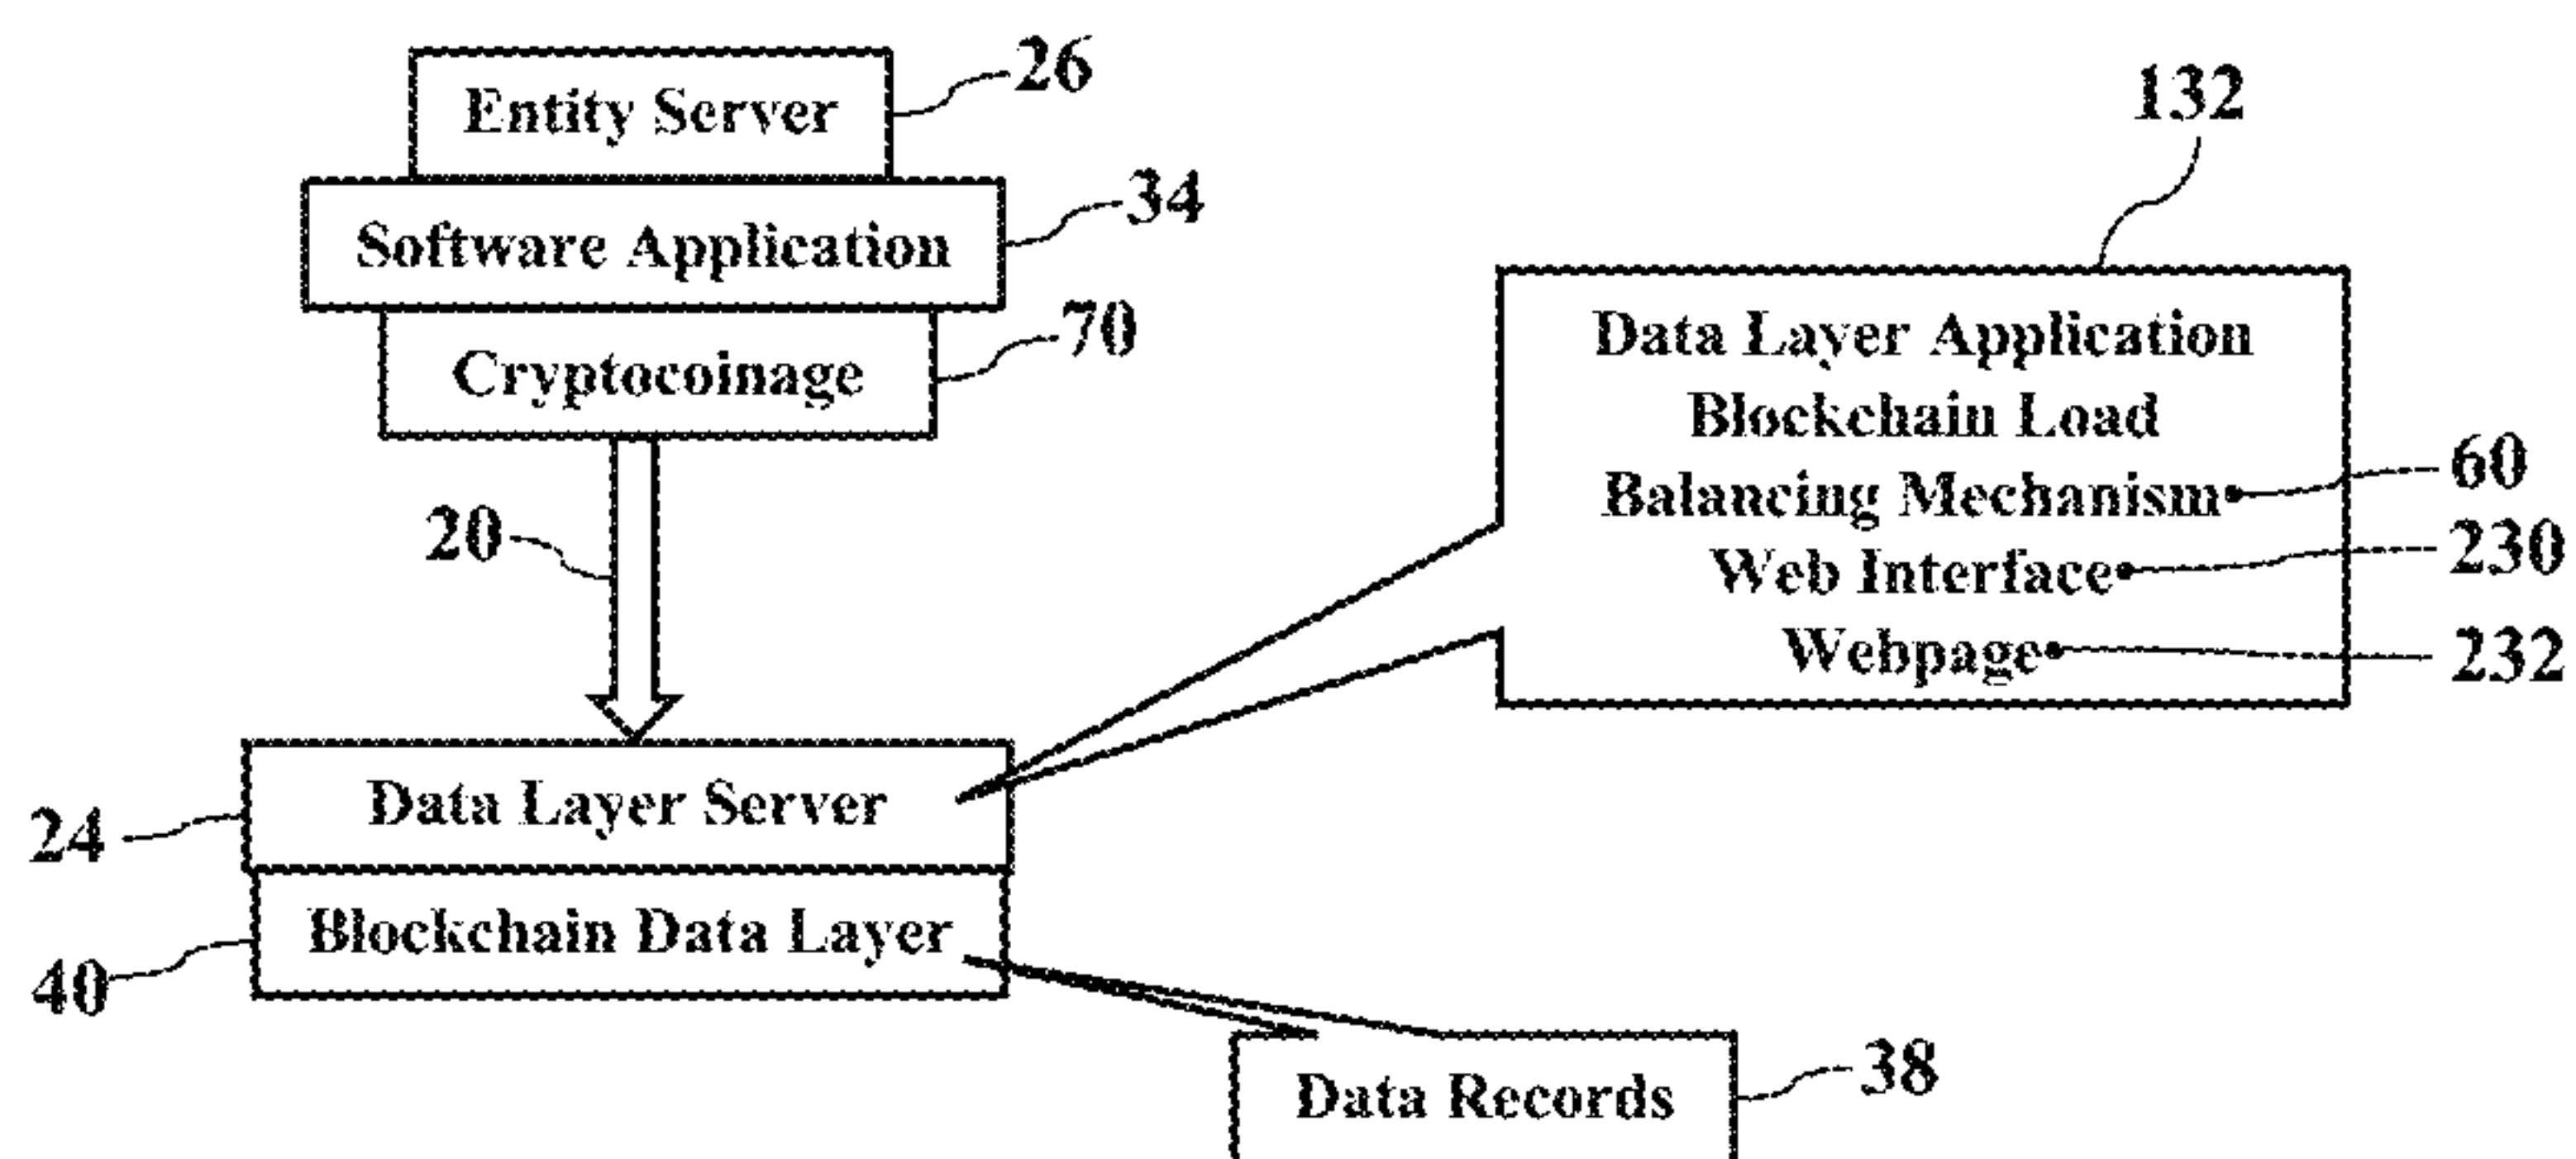 Entity Server
26
Software Application
34
Cryptocoinage
70
20
132
Data Layer Application
Blockchain Load
Balancing Mechanism
60
Web Interface
230
Webpage
232
Data Layer Server
24
Blockchain Data Layer
40
Data Records
38